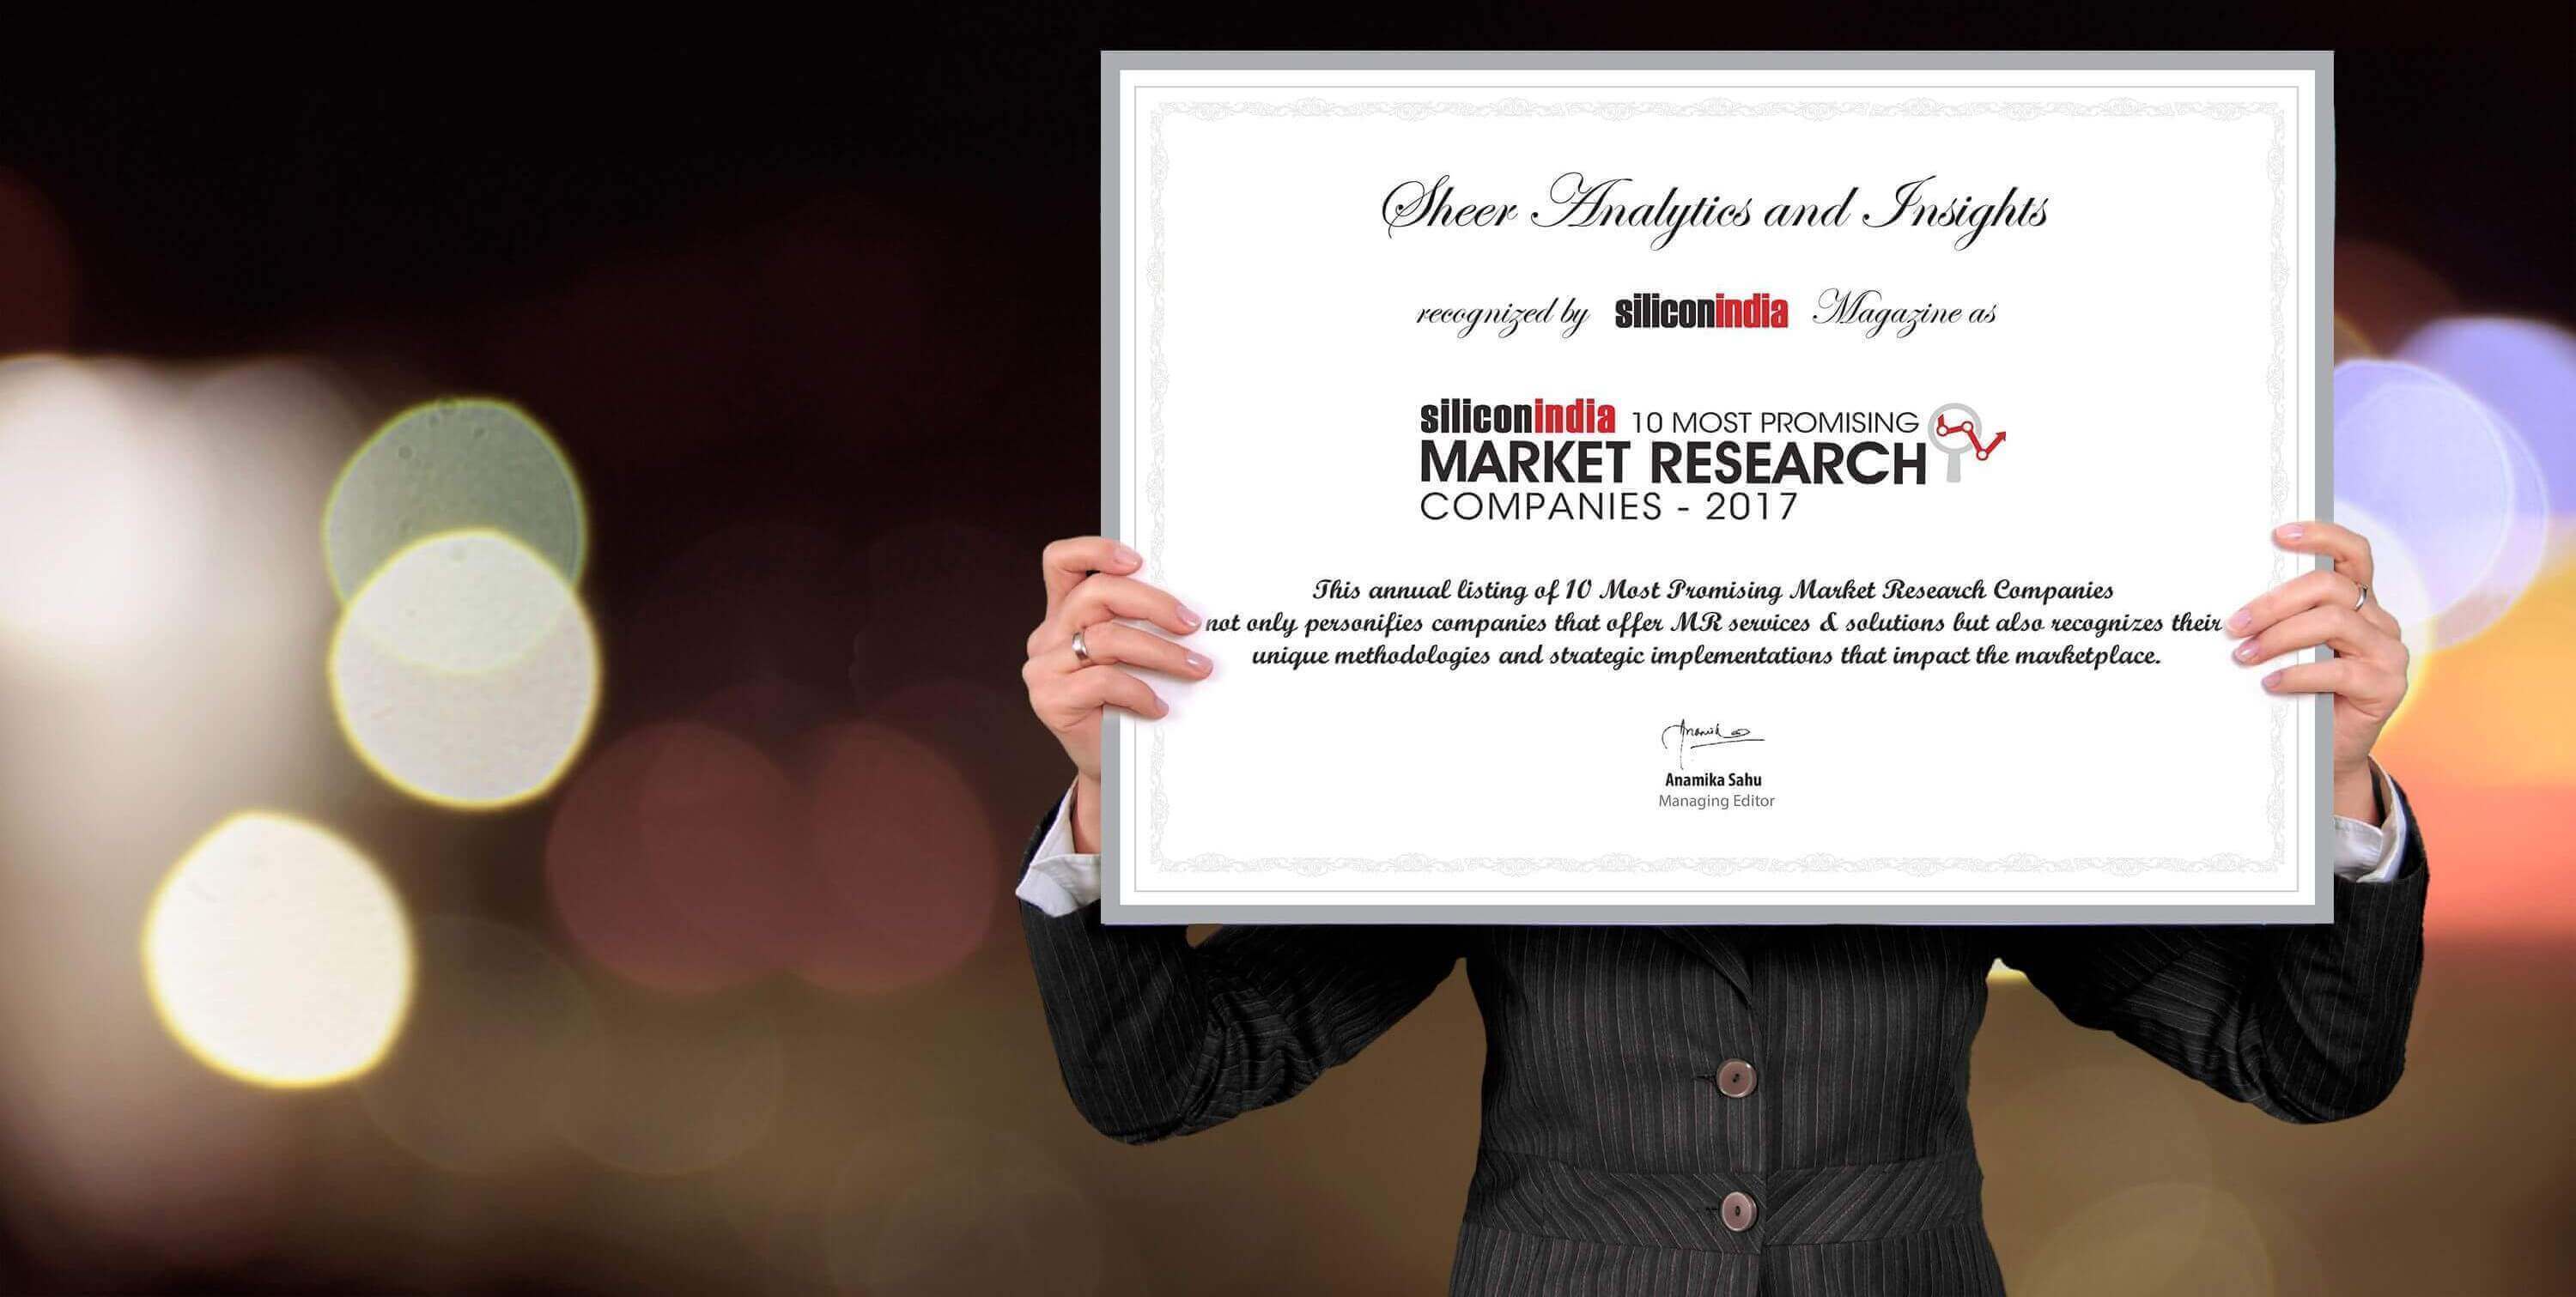 Sheer Analytics and Insights
recognized by siliconindia Magazine as
siliconindia 10 MOST PROMISING
MARKET RESEARCH
COMPANIES - 2017
This annual listing of 10 Most Promising Market Research Companies
not only personifies companies that offer MR services & solutions but also recognizes their
unique methodologies and strategic implementations that impact the marketplace.
Anamika Sahu
Managing Editor